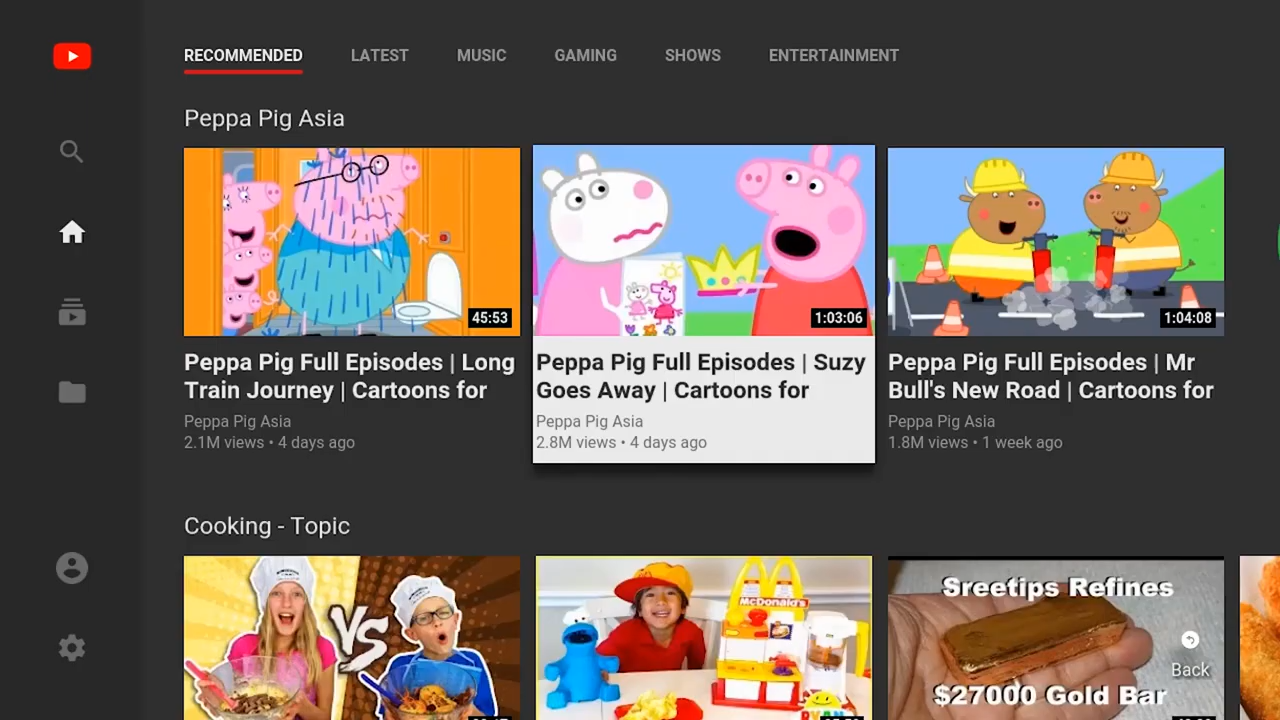 RECOMMENDED LATEST MUSIC GAMING SHOWS ENTERTAINMENT
Peppa Pig Asia
45:53
1:03:06
1:04:08
Peppa Pig Full Episodes | Long
Train Journey | Cartoons for
Peppa Pig Asia
2.1M views • 4 days ago
Peppa Pig Full Episodes | Suzy
Goes Away | Cartoons for
Peppa Pig Asia
2.8M views • 4 days ago
Peppa Pig Full Episodes | Mr
Bull's New Road | Cartoons for
Peppa Pig Asia
1.8M views • 1 week ago
Cooking - Topic
VS
McDonald's
RYAN
Sreetips Refines
$27000 Gold Bar
Back